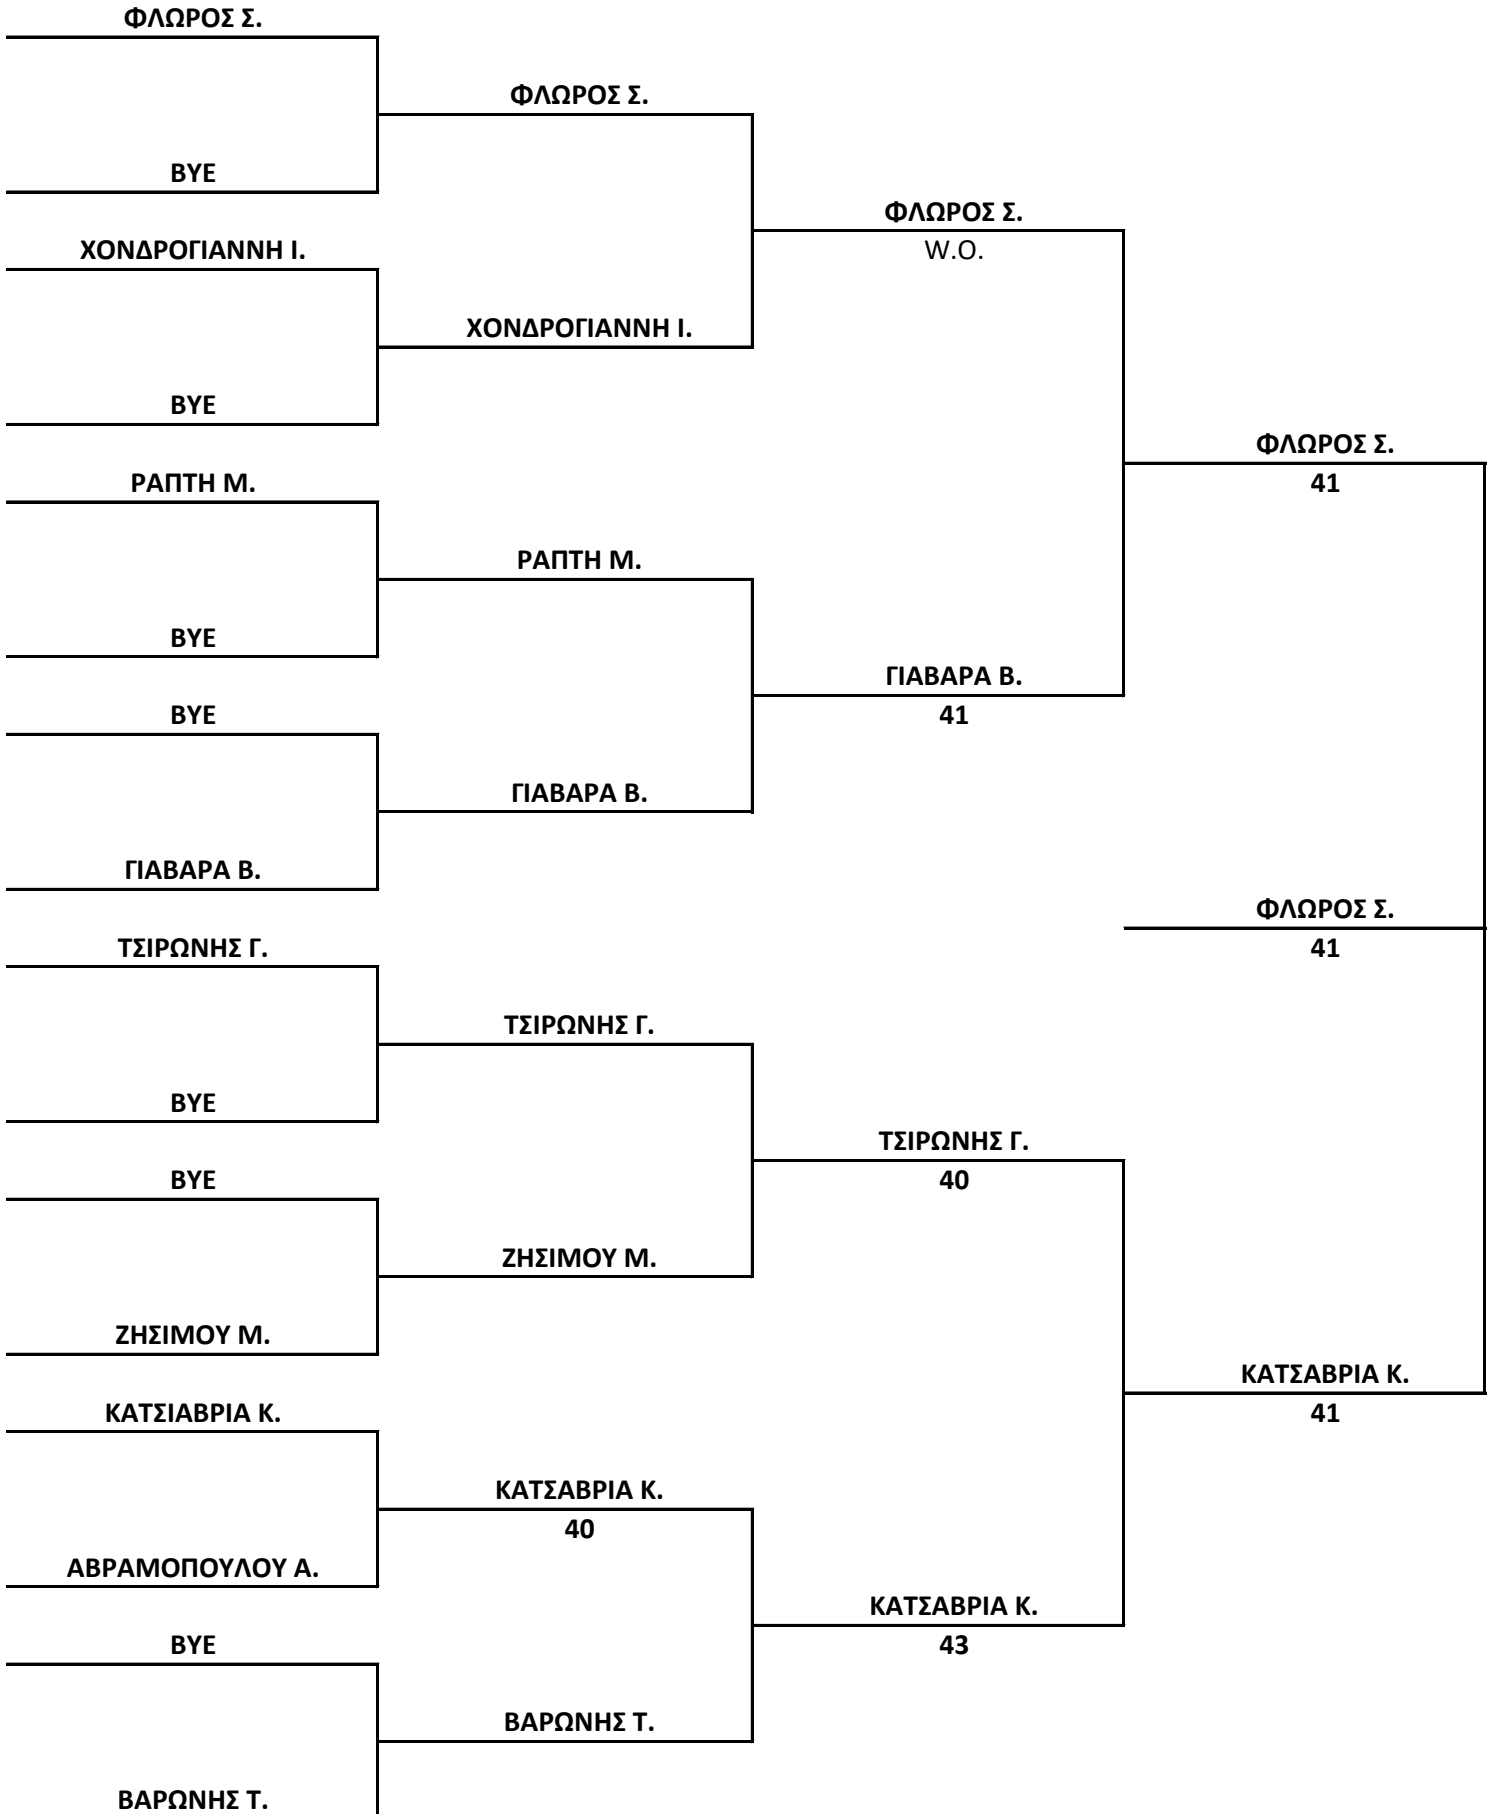 ΦΛΩΡΟΣ Σ.
ΦΛΩΡΟΣ Σ.
BYE
ΦΛΩΡΟΣ Σ.
W.O.
ΧΟΝΔΡΟΓΙΑΝΝΗ Ι.
ΧΟΝΔΡΟΓΙΑΝΝΗ Ι.
BYE
ΦΛΩΡΟΣ Σ.
41
ΡΑΠΤΗ Μ.
ΡΑΠΤΗ Μ.
BYE
ΓΙΑΒΑΡΑ Β.
41
BYE
ΓΙΑΒΑΡΑ Β.
ΓΙΑΒΑΡΑ Β.
ΦΛΩΡΟΣ Σ.
41
ΤΣΙΡΩΝΗΣ Γ.
ΤΣΙΡΩΝΗΣ Γ.
BYE
ΤΣΙΡΩΝΗΣ Γ.
40
BYE
ΖΗΣΙΜΟΥ Μ.
ΖΗΣΙΜΟΥ Μ.
ΚΑΤΣΑΒΡΙΑ Κ.
41
ΚΑΤΣΙΑΒΡΙΑ Κ.
ΚΑΤΣΑΒΡΙΑ Κ.
40
ΑΒΡΑΜΟΠΟΥΛΟΥ Α.
ΚΑΤΣΑΒΡΙΑ Κ.
43
BYE
ΒΑΡΩΝΗΣ Τ.
ΒΑΡΩΝΗΣ Τ.